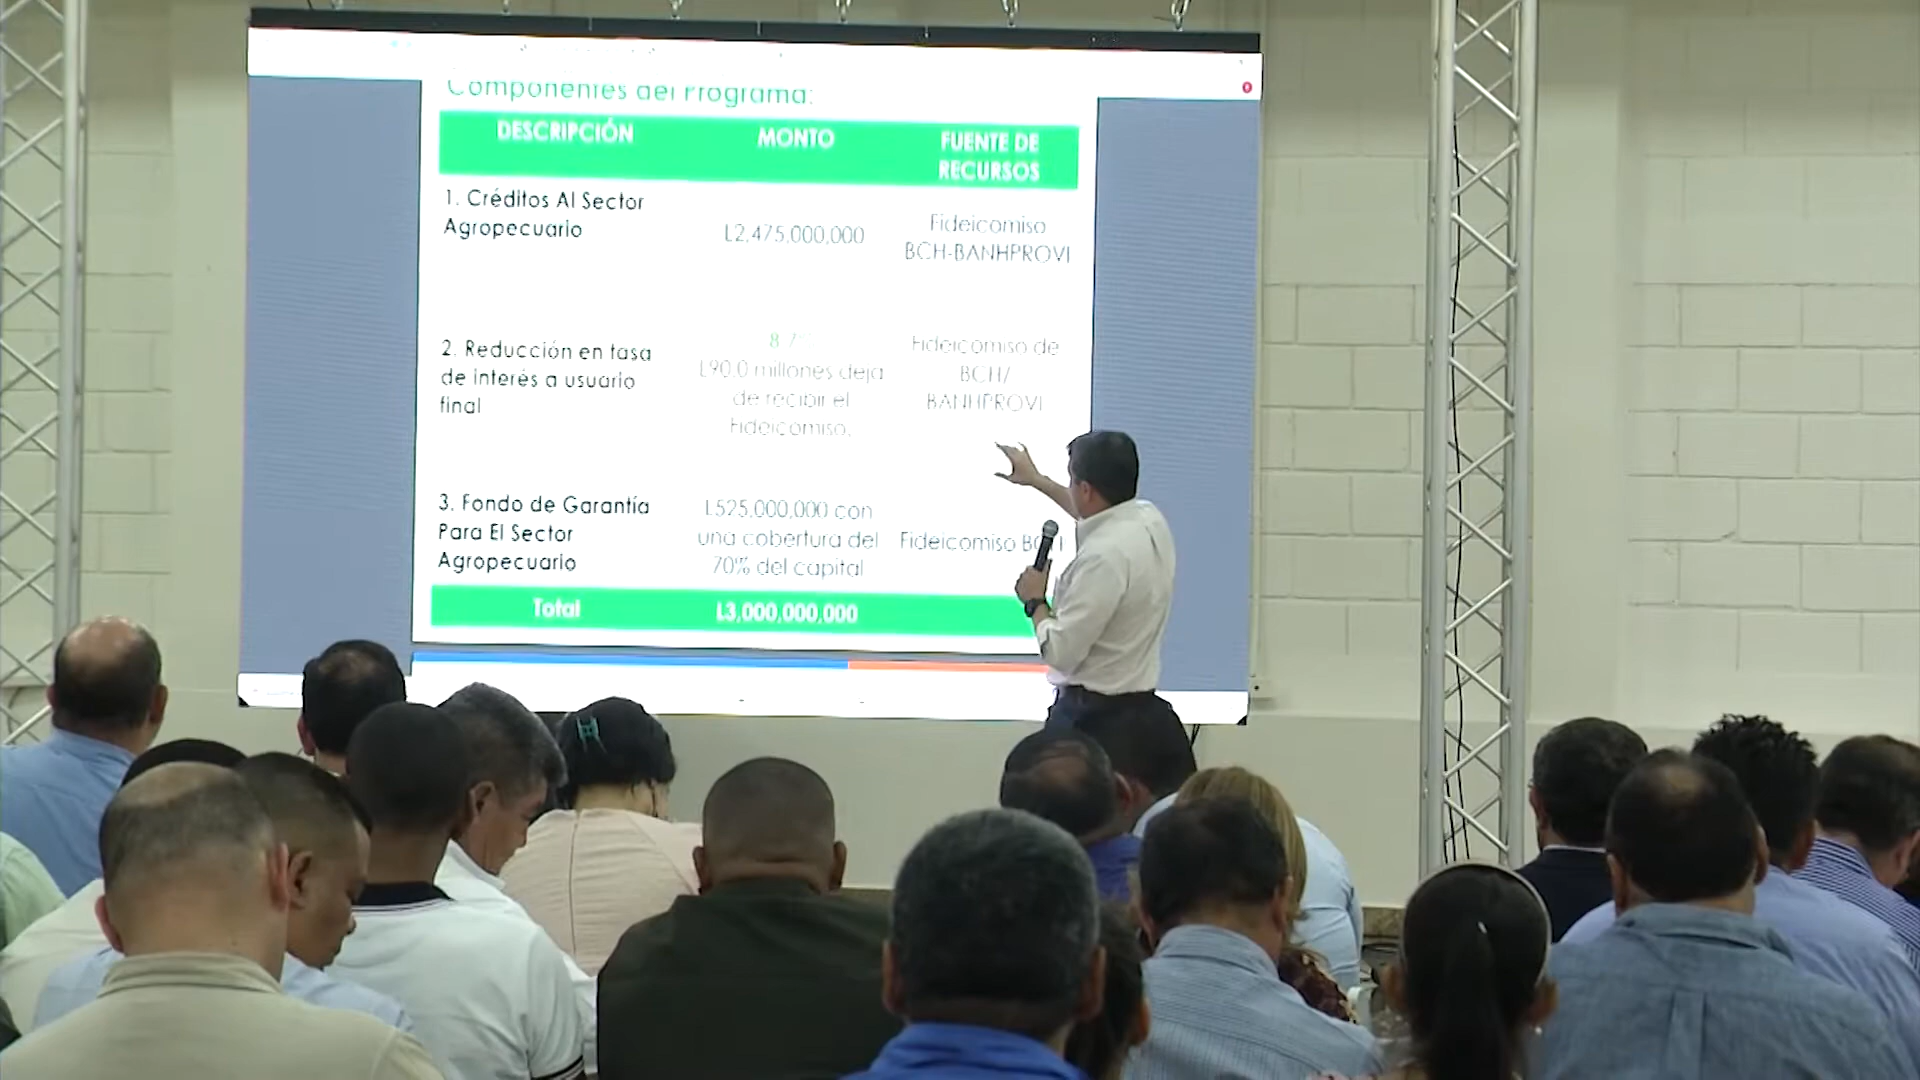 Componentes del Programa:
DESCRIPCIÓN
MONTO
FUENTE DE
RECURSOS
1. Créditos Al Sector
Agropecuario
L2,475,000,000
Fideicomiso
BCH-BANHPROVI
2. Reducción en tasa
de interés a usuario
final
L90.0 millones deja
de recibir el
Fideicomiso.
Fideicomiso de
BCH/
BANHPROVI
3. Fondo de Garantía
Para El Sector
Agropecuario
L525,000,000 con
una cobertura del
70% del capital
Fideicomiso
Total
L3,000,000,000